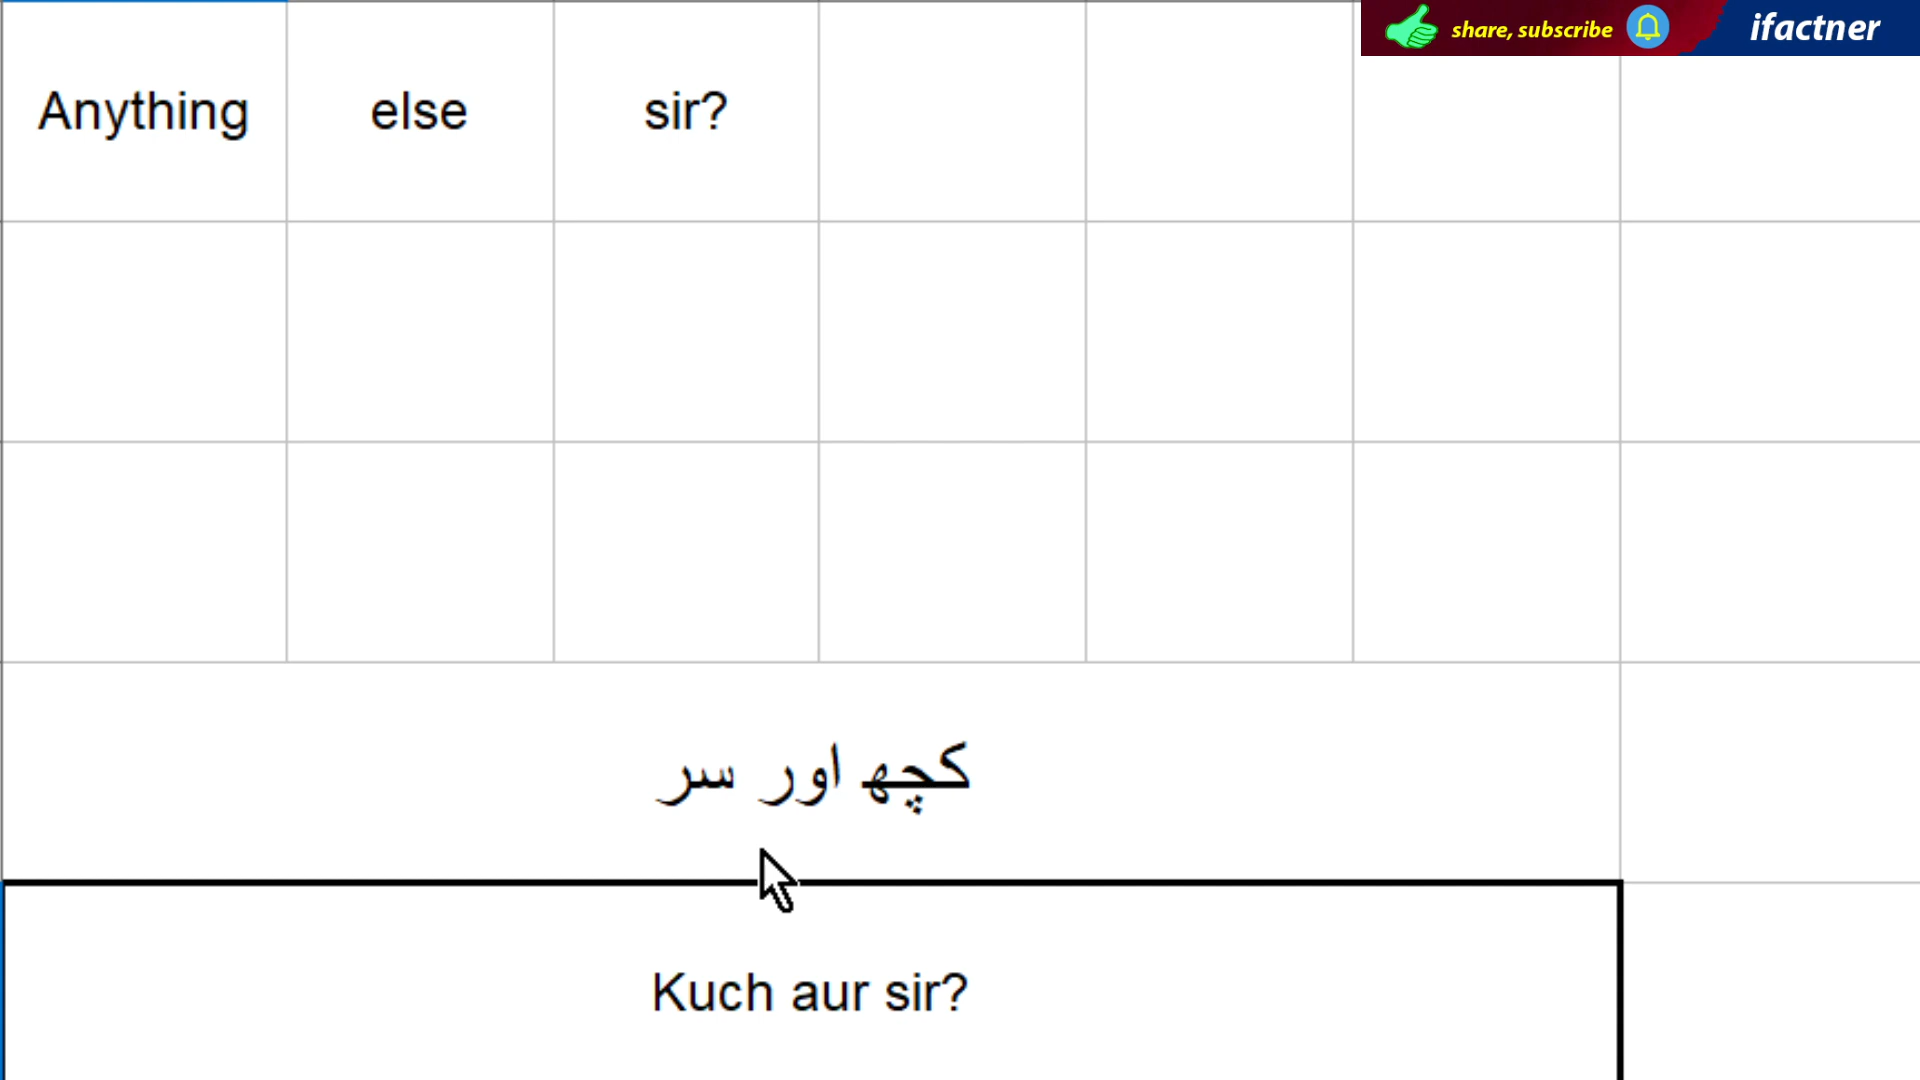 share, subscribe ifactner
Anything else sir?
کچھ اور سر
Kuch aur sir?